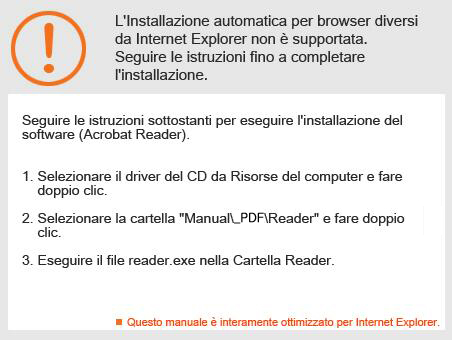 L'Installazione automatica per browser diversi
da Internet Explorer non è supportata.
Seguire le istruzioni fino a completare
l'installazione.
Seguire le istruzioni sottostanti per eseguire l'installazione del
software (Acrobat Reader).
1. Selezionare il driver del CD da Risorse del computer e fare
doppio clic.
2. Selezionare la cartella "Manual\_PDF\Reader" e fare doppio
clic.
3. Eseguire il file reader.exe nella Cartella Reader.
Questo manuale è interamente ottimizzato per Internet Explorer.